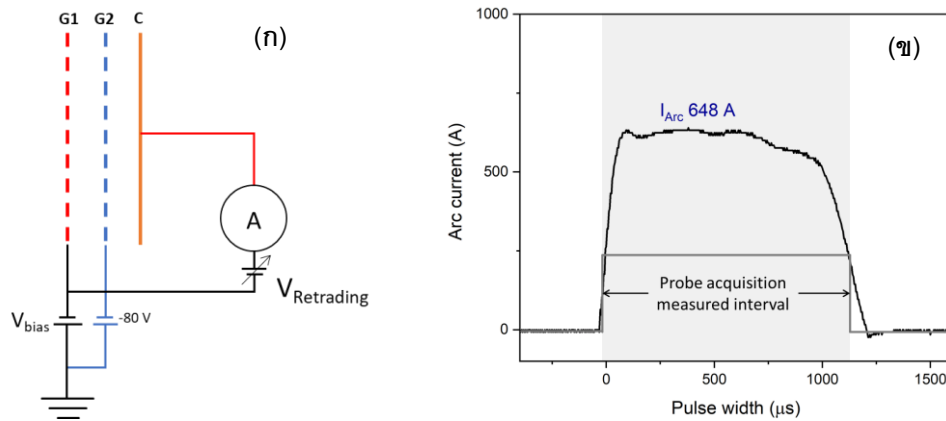 G1 G2 C
(ก)
A
V_Retrading
V_bias
-80 V
(ข)
I_Arc 648 A
Probe acquisition
measured interval
Arc current (A)
1000
500
0
0 500 1000 1500
Pulse width (μs)